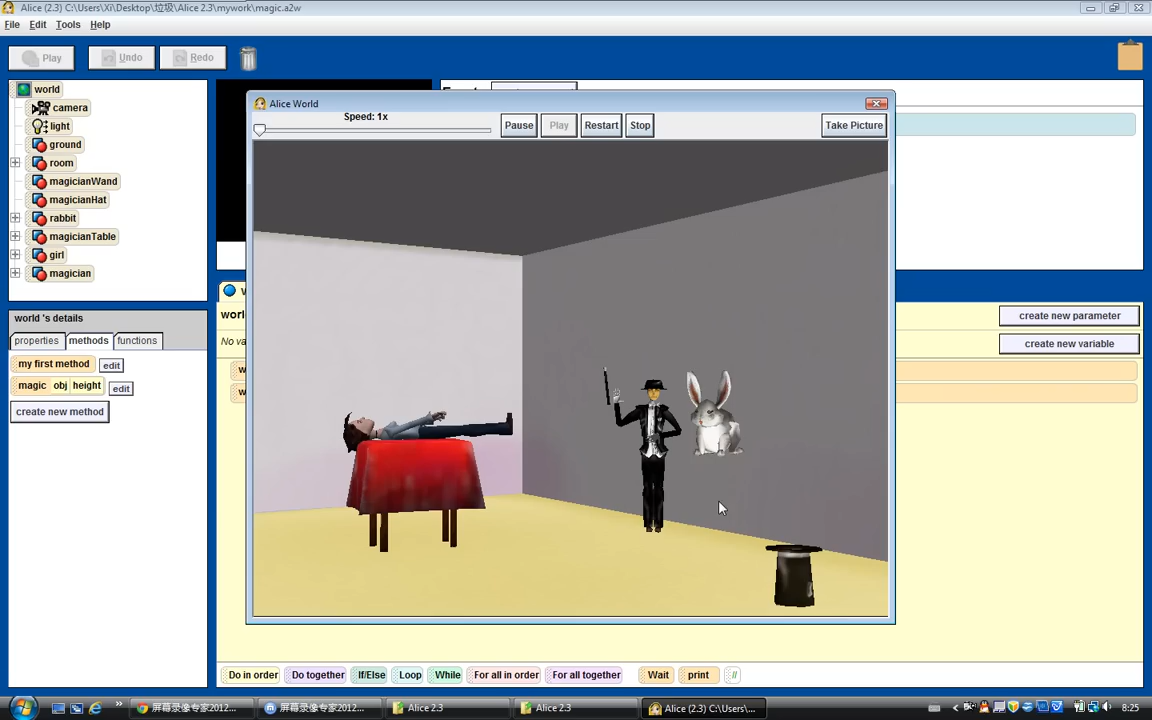 Alice (2.3) C:\Users\Xi\Desktop\垃圾\Alice 2.3\mywork\magic.a2w
File Edit Tools Help
Play Undo Redo
world
camera
light
ground
room
magicianWand
magicianHat
rabbit
magicianTable
girl
magician
Alice World
Speed: 1x
Pause Play Restart Stop Take Picture
world 's details
properties methods functions
my first method edit
magic obj height edit
create new method
create new parameter
create new variable
Do in order Do together If/Else Loop While For all in order For all together Wait print //
屏幕录像专家2012... 屏幕录像专家2012... Alice 2.3 Alice 2.3 Alice (2.3) C:\Users\... 8:25